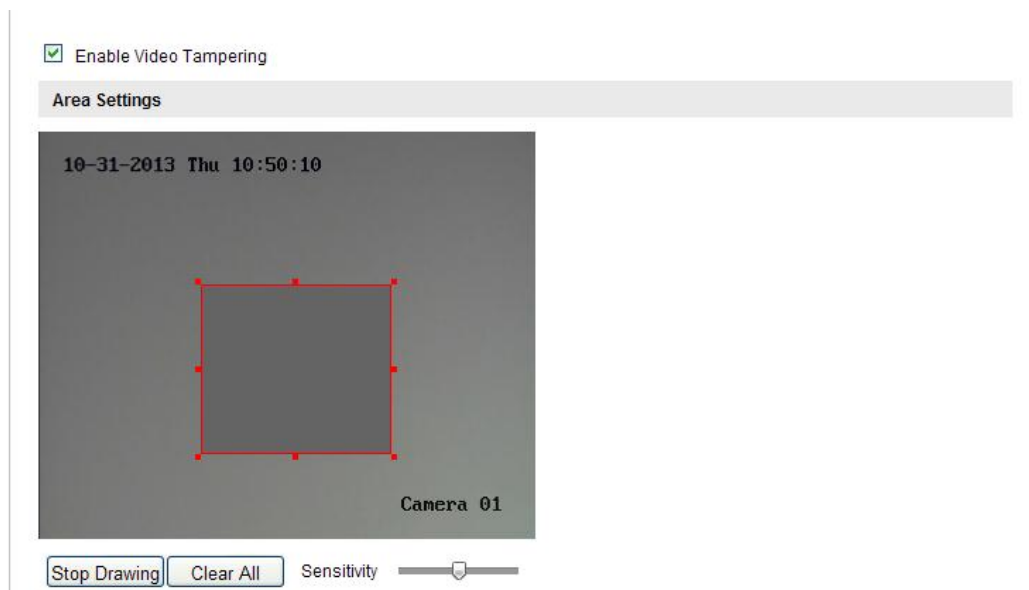 Enable Video Tampering
Area Settings
10-31-2013 Thu 10:50:10
Camera 01
Stop Drawing Clear All Sensitivity